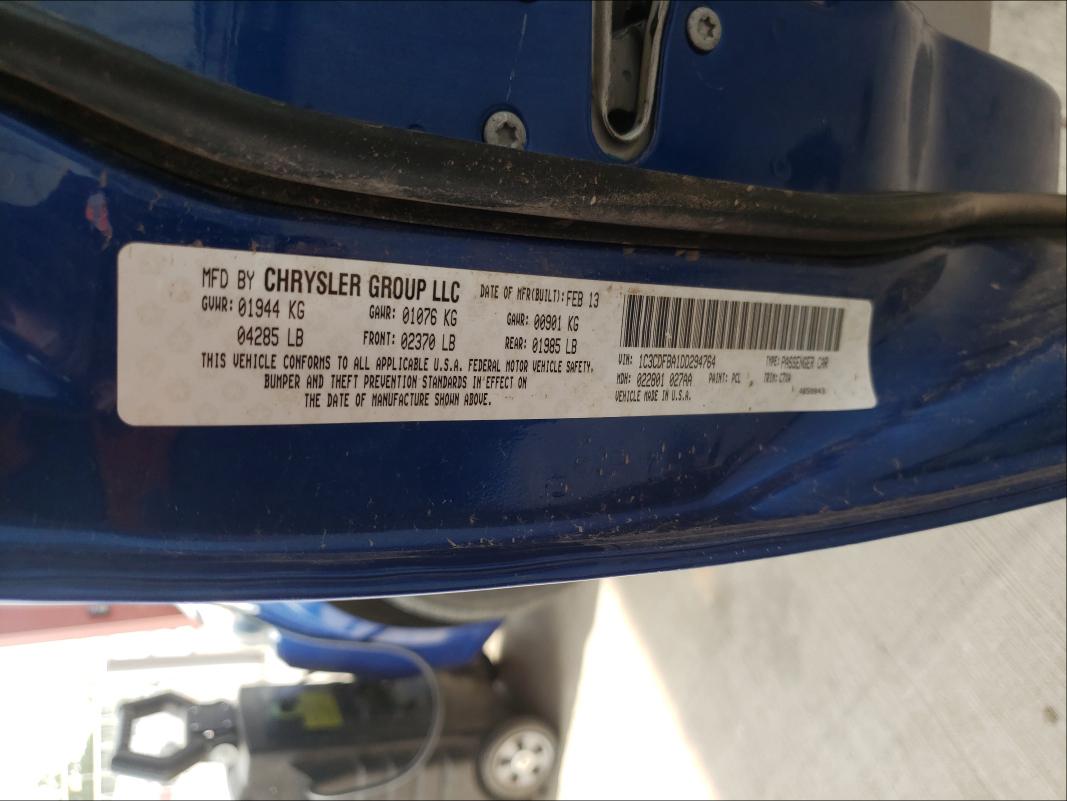 MFD BY CHRYSLER GROUP LLC DATE OF MFR(BUILT): FEB 13
GVWR: 01944 KG GAWR: 01076 KG GAWR: 00901 KG
04285 LB FRONT: 02370 LB REAR: 01985 LB
THIS VEHICLE CONFORMS TO ALL APPLICABLE U.S.A. FEDERAL MOTOR VEHICLE SAFETY,
BUMPER AND THEFT PREVENTION STANDARDS IN EFFECT ON
THE DATE OF MANUFACTURE SHOWN ABOVE.
VIN: 1C3CDFBA1DD294764 TYPE: PASSENGER CAR
MDH: 022801 027AA PAINT: PCL TRIM:
VEHICLE MADE IN U.S.A.